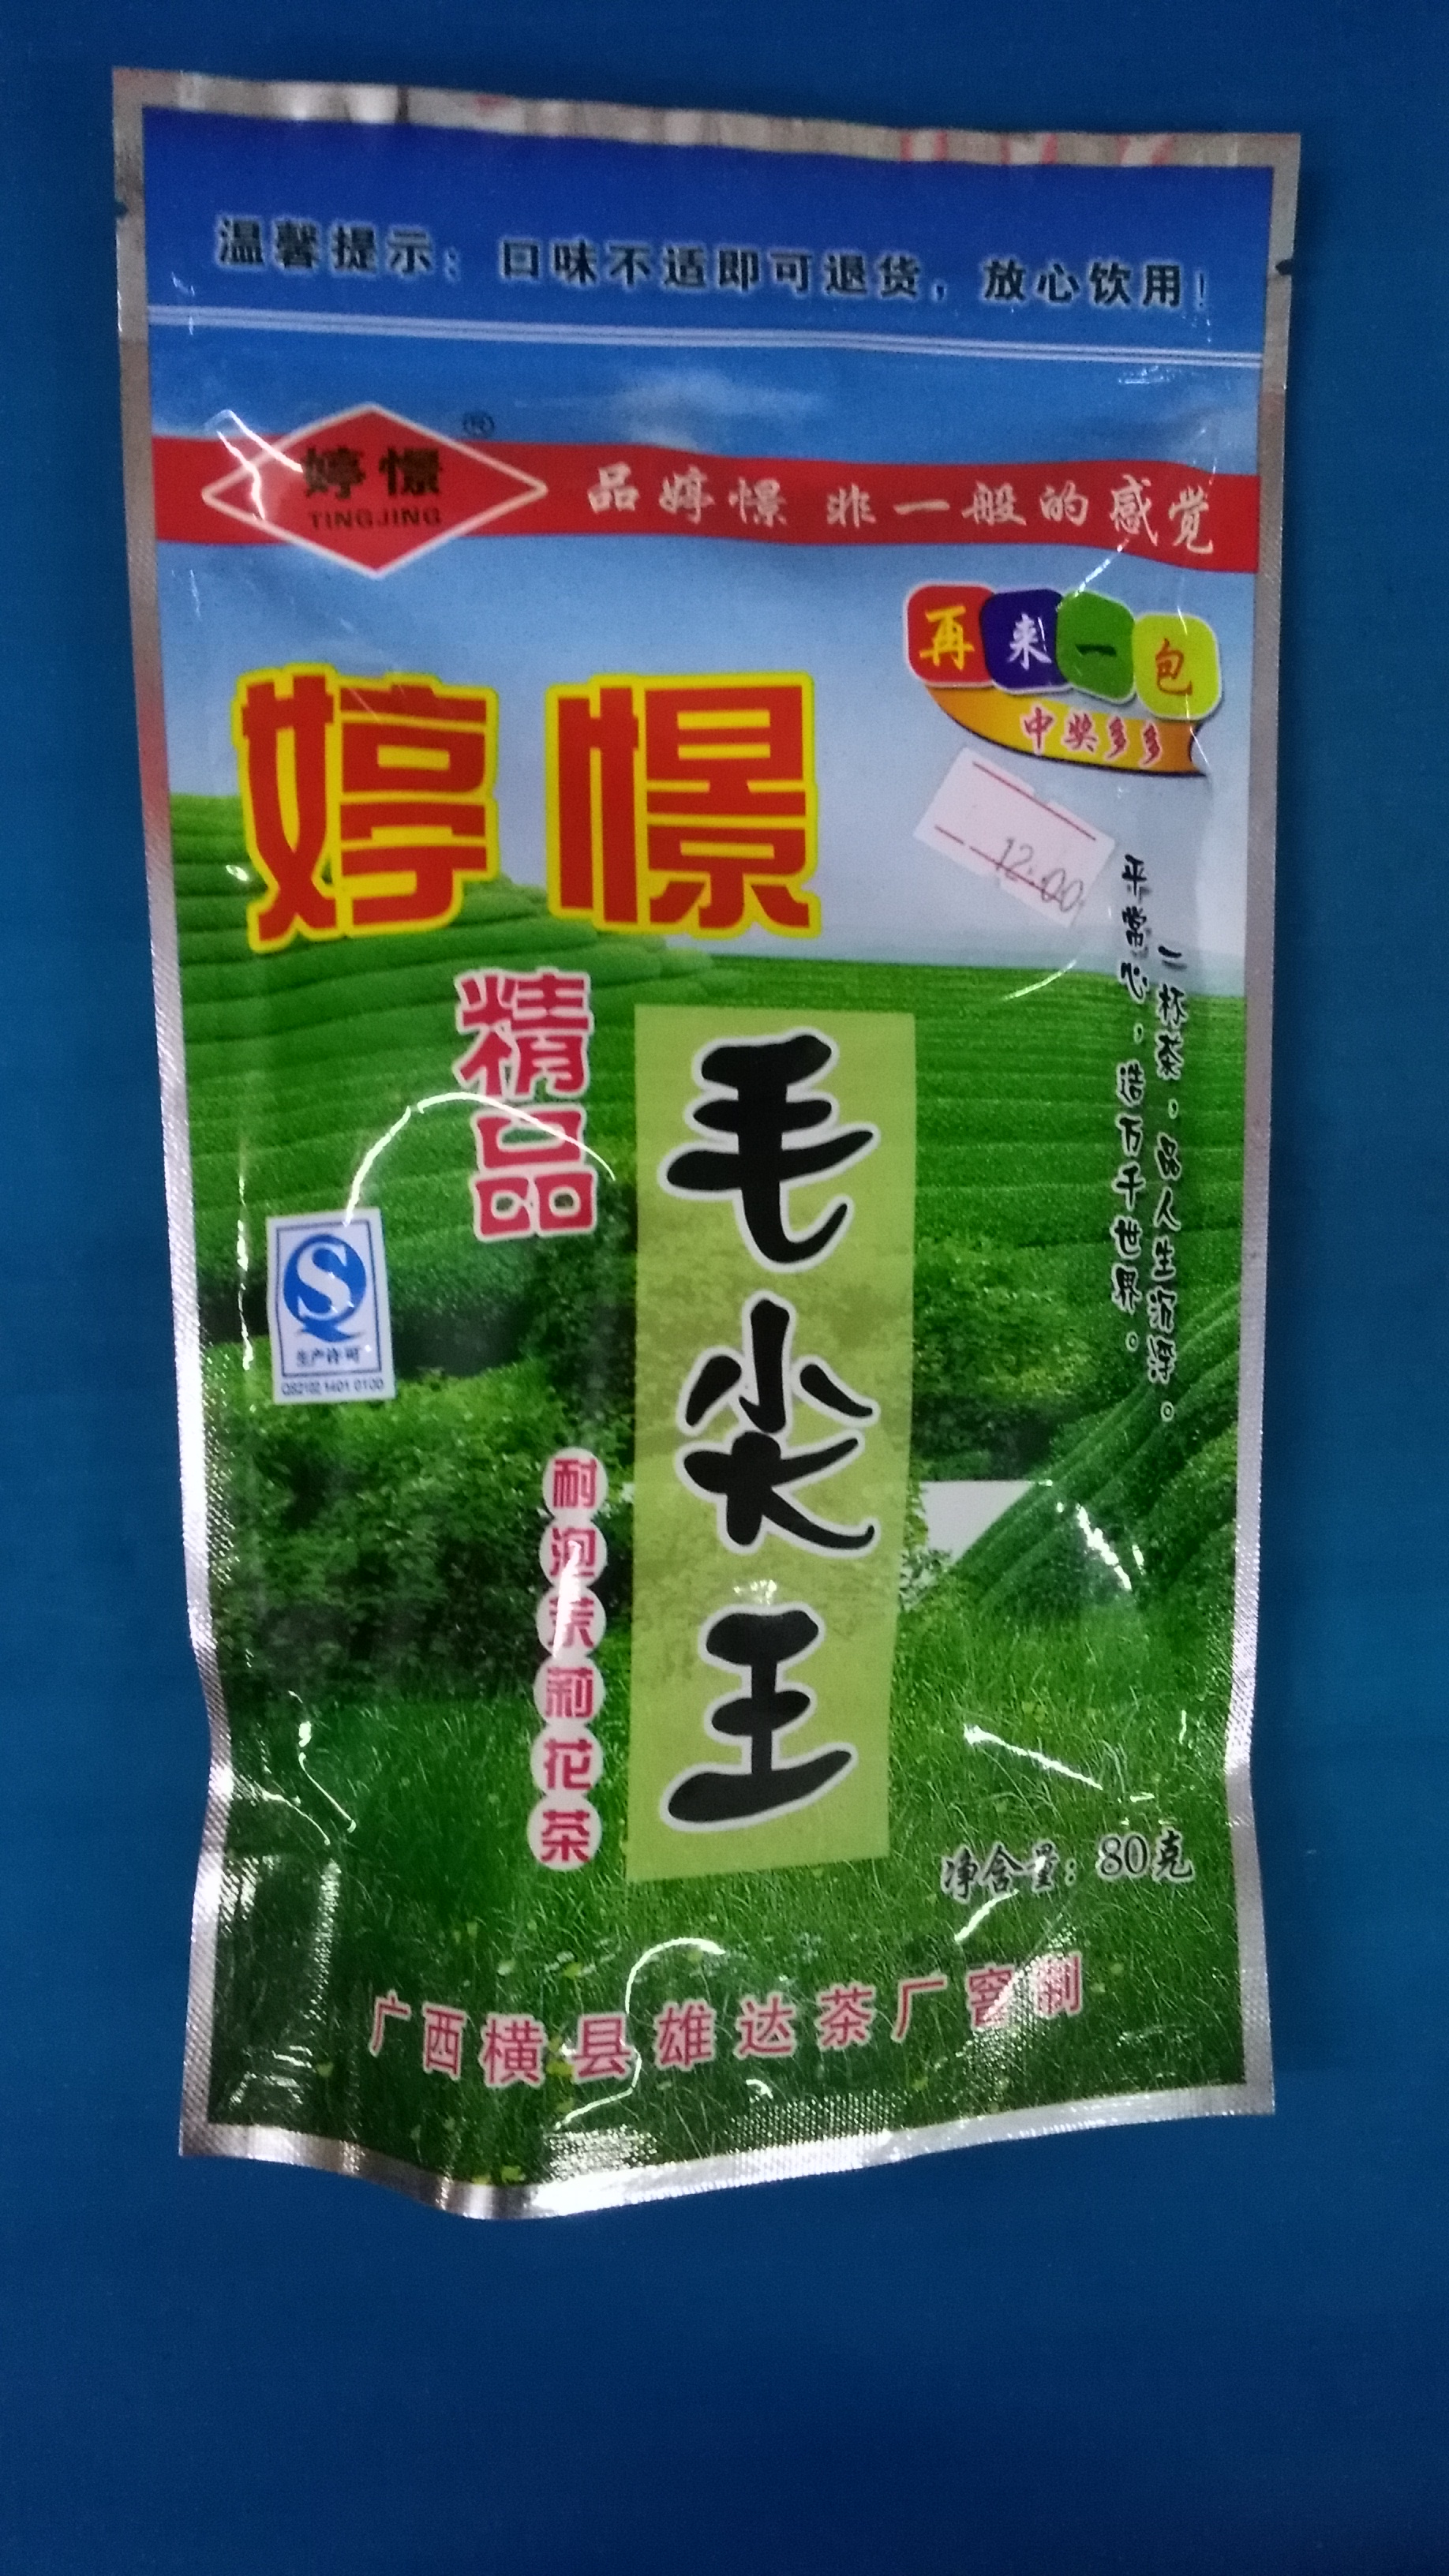 温馨提示：口味不适即可退货，放心饮用！
婷憬
®
TINGJING
品婷憬 非一般的感觉
再来一包
中奖多多
婷憬
12.00
一杯茶，品人生沉浮。
平常心，造万千世界。
精品
毛尖王
生产许可
耐泡茉莉花茶
净含量：80克
广西横县雄达茶厂窨制